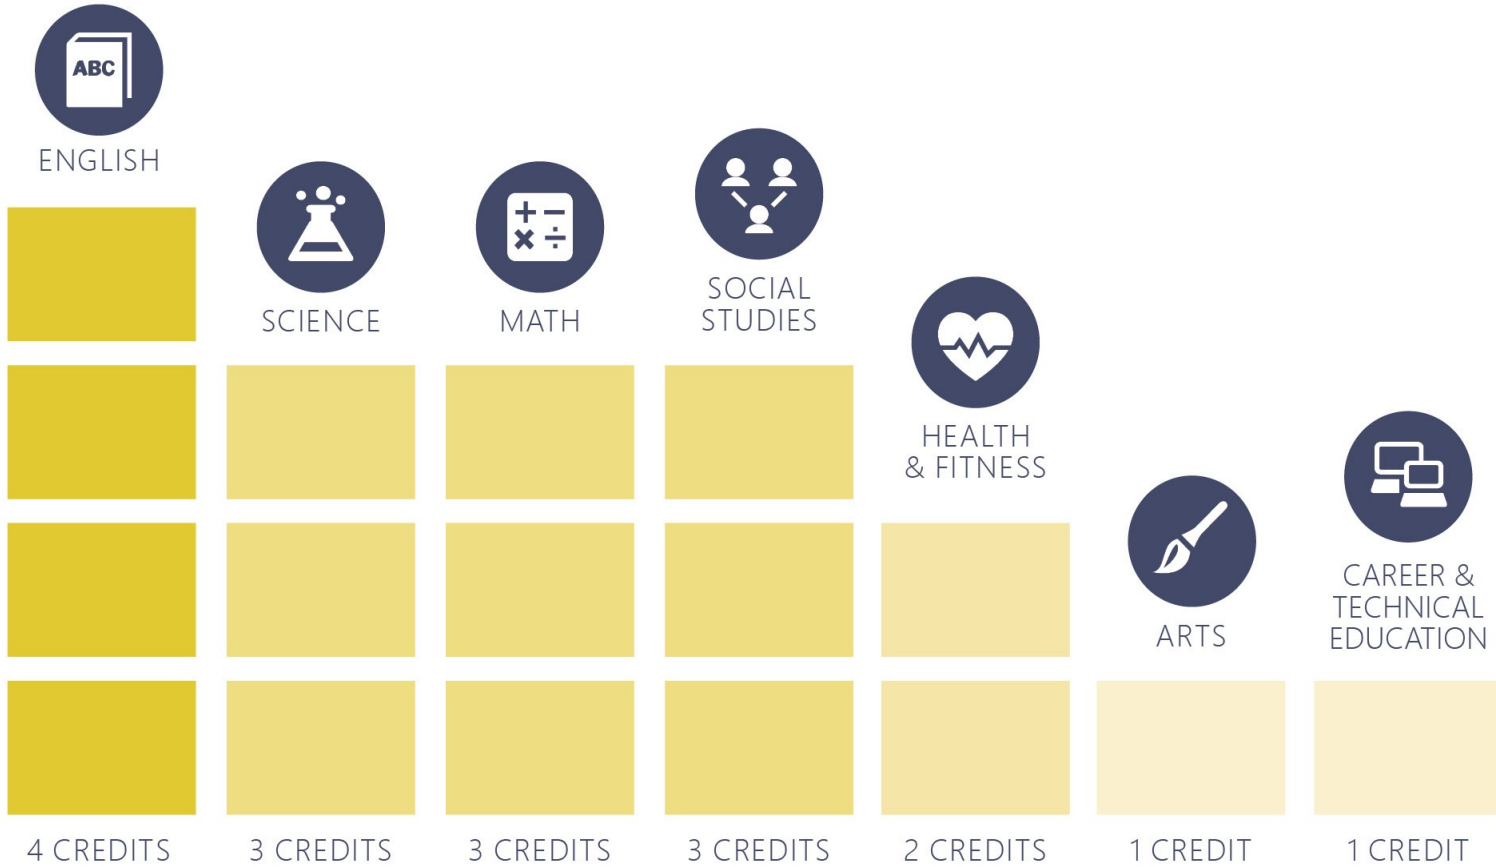 ABC
ENGLISH
SCIENCE
MATH
SOCIAL
STUDIES
HEALTH
& FITNESS
ARTS
CAREER &
TECHNICAL
EDUCATION
4 CREDITS
3 CREDITS
3 CREDITS
3 CREDITS
2 CREDITS
1 CREDIT
1 CREDIT